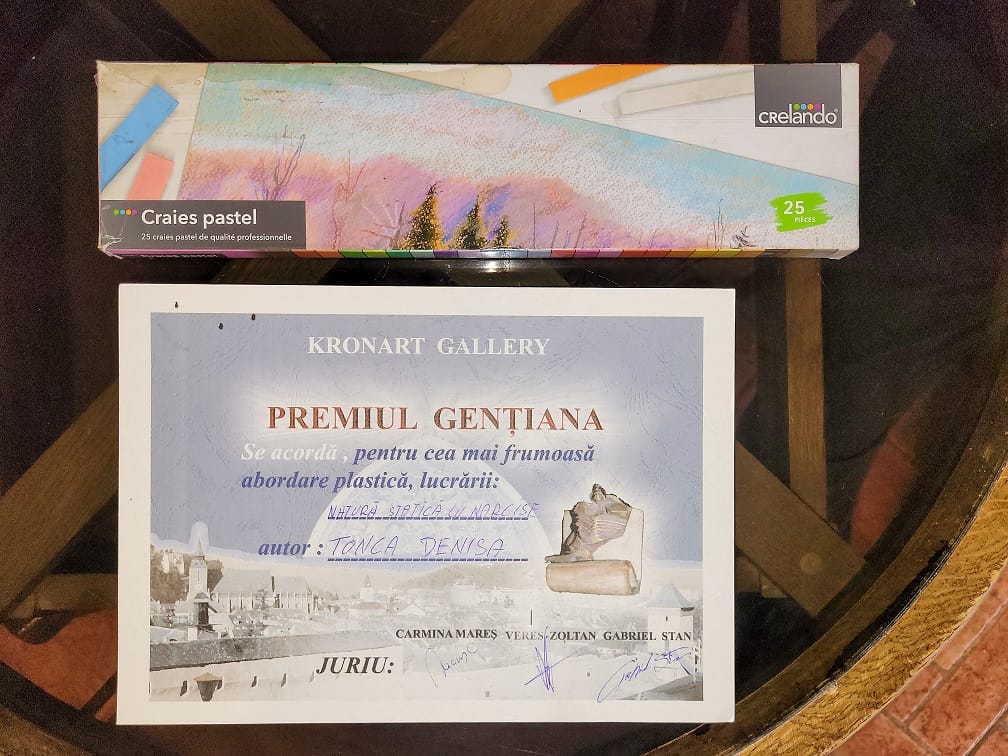 CRelando
Craies pastel
25 craies pastel de qualité professionnelle
25
PIÈCES
KRONART GALLERY
PREMIUL GENȚIANA
Se acordă , pentru cea mai frumoasă
abordare plastică, lucrării:
NATURĂ STATICĂ CU NARCISE
autor : TONCA DENISA
CARMINA MAREȘ VERES ZOLTAN GABRIEL STAN
JURIU: